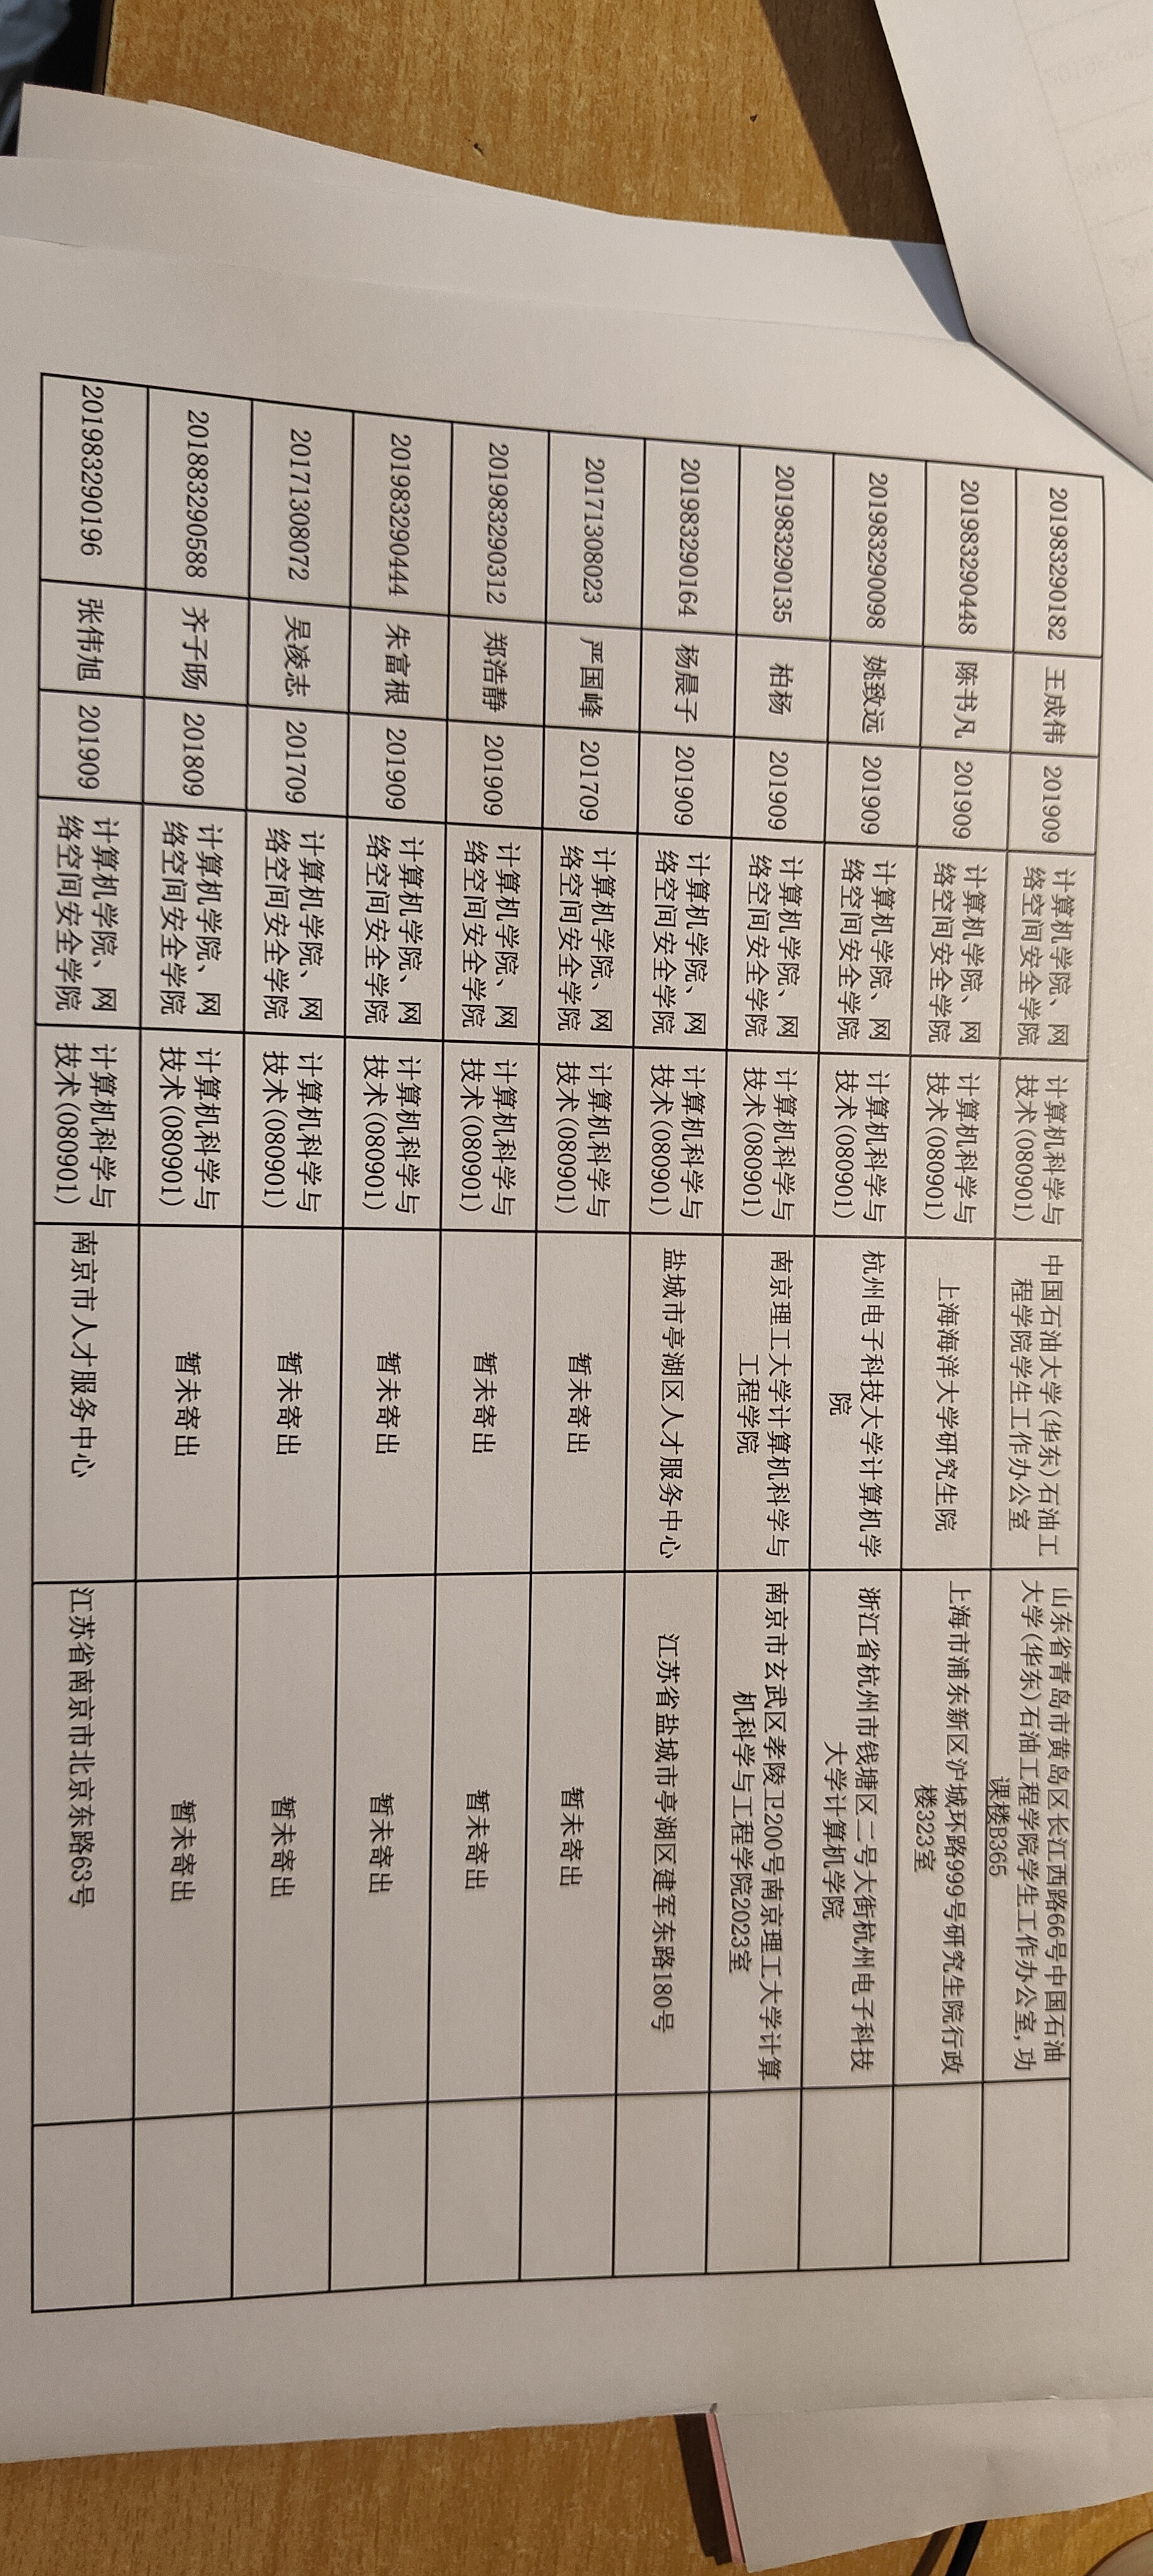 201983290182 王成伟 201909 计算机学院、网络空间安全学院 计算机科学与技术(080901) 中国石油大学(华东)石油工程学院学生工作办公室 山东省青岛市黄岛区长江西路66号中国石油大学(华东)石油工程学院学生工作办公室,功课楼B365
201983290448 陈书凡 201909 计算机学院、网络空间安全学院 计算机科学与技术(080901) 上海海洋大学研究生院 上海市浦东新区沪城环路999号研究生院行政楼323室
201983290098 姚致远 201909 计算机学院、网络空间安全学院 计算机科学与技术(080901) 杭州电子科技大学计算机学院 浙江省杭州市钱塘区二号大街杭州电子科技大学计算机学院
201983290135 柏杨 201909 计算机学院、网络空间安全学院 计算机科学与技术(080901) 南京理工大学计算机科学与工程学院 南京市玄武区孝陵卫200号南京理工大学计算机科学与工程学院2023室
201983290164 杨晨子 201909 计算机学院、网络空间安全学院 计算机科学与技术(080901) 盐城市亭湖区人才服务中心 江苏省盐城市亭湖区建军东路180号
20171308023 严国峰 201709 计算机学院、网络空间安全学院 计算机科学与技术(080901) 暂未寄出 暂未寄出
201983290312 郑浩静 201909 计算机学院、网络空间安全学院 计算机科学与技术(080901) 暂未寄出 暂未寄出
201983290444 朱富根 201909 计算机学院、网络空间安全学院 计算机科学与技术(080901) 暂未寄出 暂未寄出
20171308072 吴凌志 201709 计算机学院、网络空间安全学院 计算机科学与技术(080901) 暂未寄出 暂未寄出
201883290588 齐子旸 201809 计算机学院、网络空间安全学院 计算机科学与技术(080901) 暂未寄出 暂未寄出
201983290196 张伟旭 201909 计算机学院、网络空间安全学院 计算机科学与技术(080901) 南京市人才服务中心 江苏省南京市北京东路63号